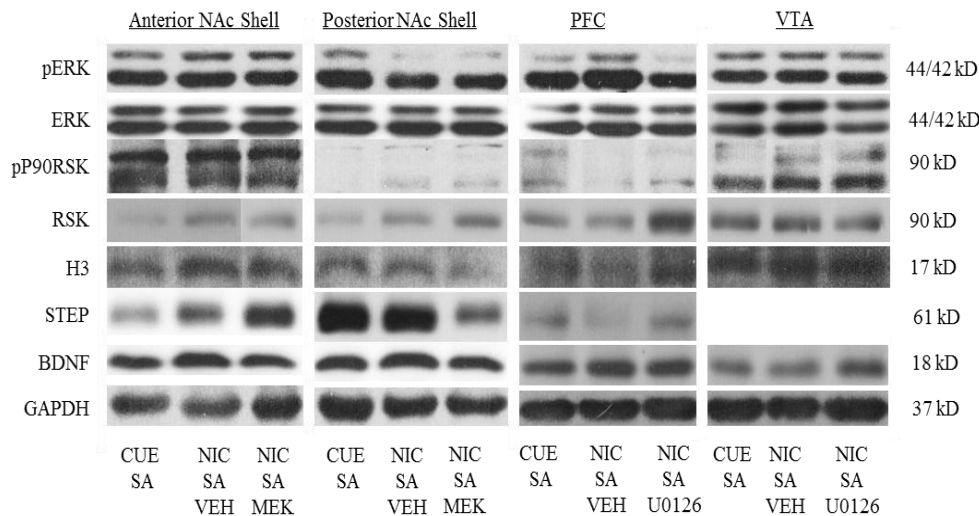 Anterior NAc Shell Posterior NAc Shell PFC VTA
pERK 44/42 kD
ERK 44/42 kD
pP90RSK 90 kD
RSK 90 kD
H3 17 kD
STEP 61 kD
BDNF 18 kD
GAPDH 37 kD
CUE NIC NIC CUE NIC NIC CUE NIC NIC CUE NIC NIC
SA SA SA SA SA SA SA SA SA SA SA SA
VEH MEK VEH MEK VEH U0126 VEH U0126